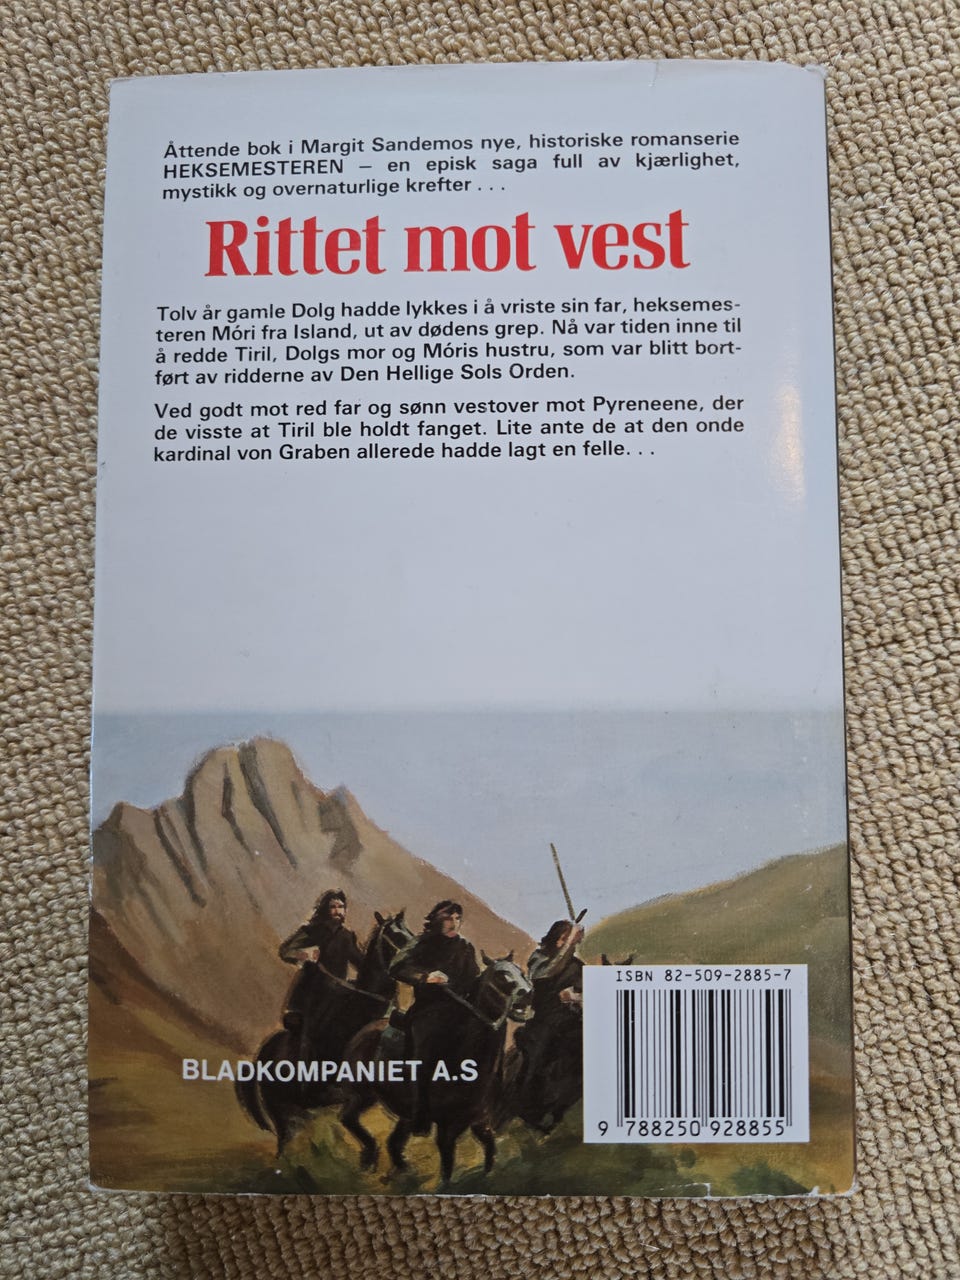 Åttende bok i Margit Sandemos nye, historiske romanserie
HEKSEMESTEREN – en episk saga full av kjærlighet,
mystikk og overnaturlige krefter . . .
Rittet mot vest
Tolv år gamle Dolg hadde lykkes i å vriste sin far, heksemes-
teren Móri fra Island, ut av dødens grep. Nå var tiden inne til
å redde Tiril, Dolgs mor og Móris hustru, som var blitt bort-
ført av ridderne av Den Hellige Sols Orden.
Ved godt mot red far og sønn vestover mot Pyreneene, der
de visste at Tiril ble holdt fanget. Lite ante de at den onde
kardinal von Graben allerede hadde lagt en felle. . .
BLADKOMPANIET A.S
ISBN 82-509-2885-7
9 788250 928855